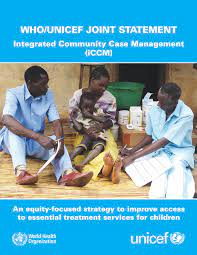 WHO/UNICEF JOINT STATEMENT
Integrated Community Case Management
(iCCM)
An equity-focused strategy to improve access
to essential treatment services for children
World Health
Organization
unicef